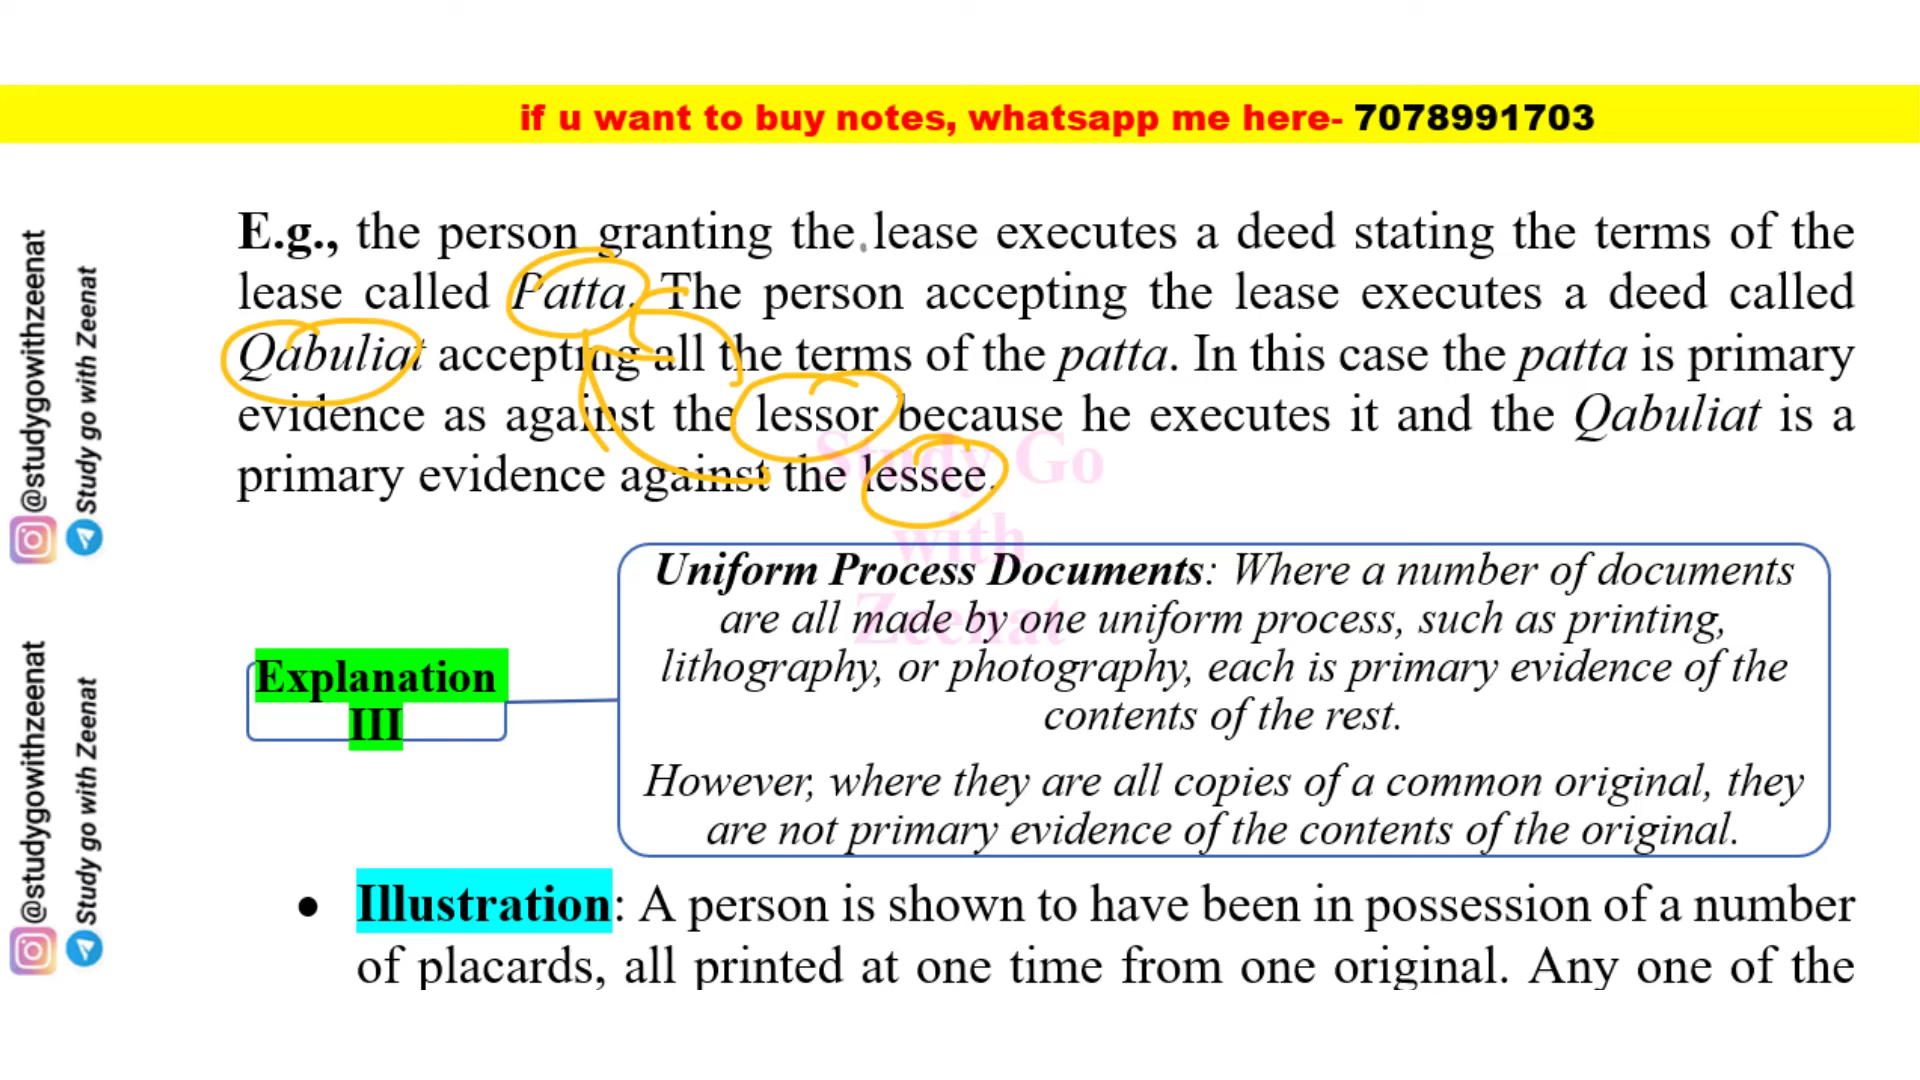 if u want to buy notes, whatsapp me here- 7078991703
E.g., the person granting the lease executes a deed stating the terms of the
lease called Patta. The person accepting the lease executes a deed called
Qabuliat accepting all the terms of the patta. In this case the patta is primary
evidence as against the lessor because he executes it and the Qabuliat is a
primary evidence against the lessee.
Study Go
with
Zeenat
Uniform Process Documents: Where a number of documents
are all made by one uniform process, such as printing,
lithography, or photography, each is primary evidence of the
contents of the rest.
However, where they are all copies of a common original, they
are not primary evidence of the contents of the original.
Explanation
III
• Illustration: A person is shown to have been in possession of a number
of placards, all printed at one time from one original. Any one of the
@studygowithzeenat
Study go with Zeenat
@studygowithzeenat
Study go with Zeenat